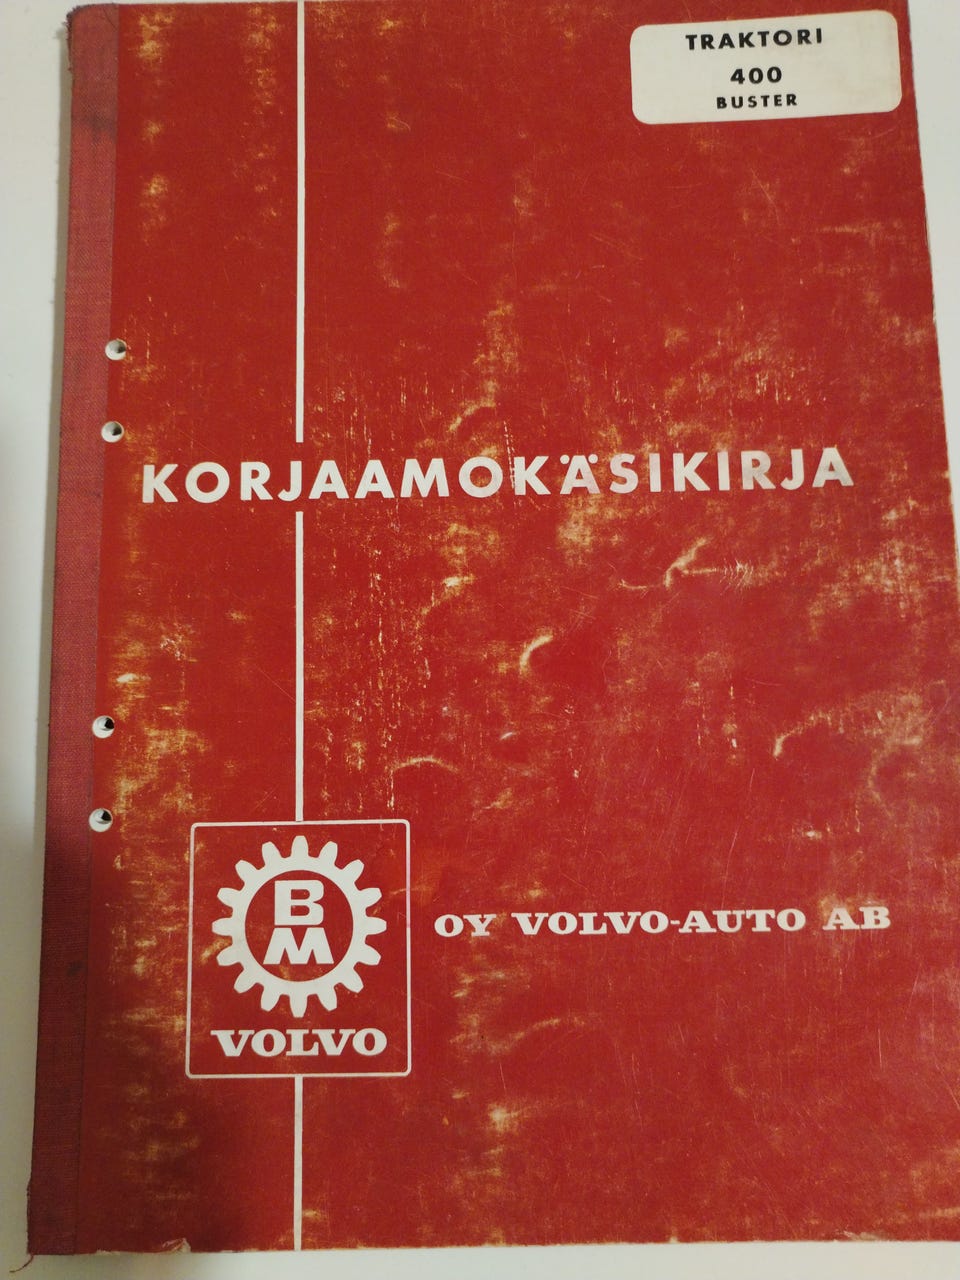 TRAKTORI
400
BUSTER
KORJAAMOKÄSIKIRJA
BM
VOLVO
OY VOLVO-AUTO AB